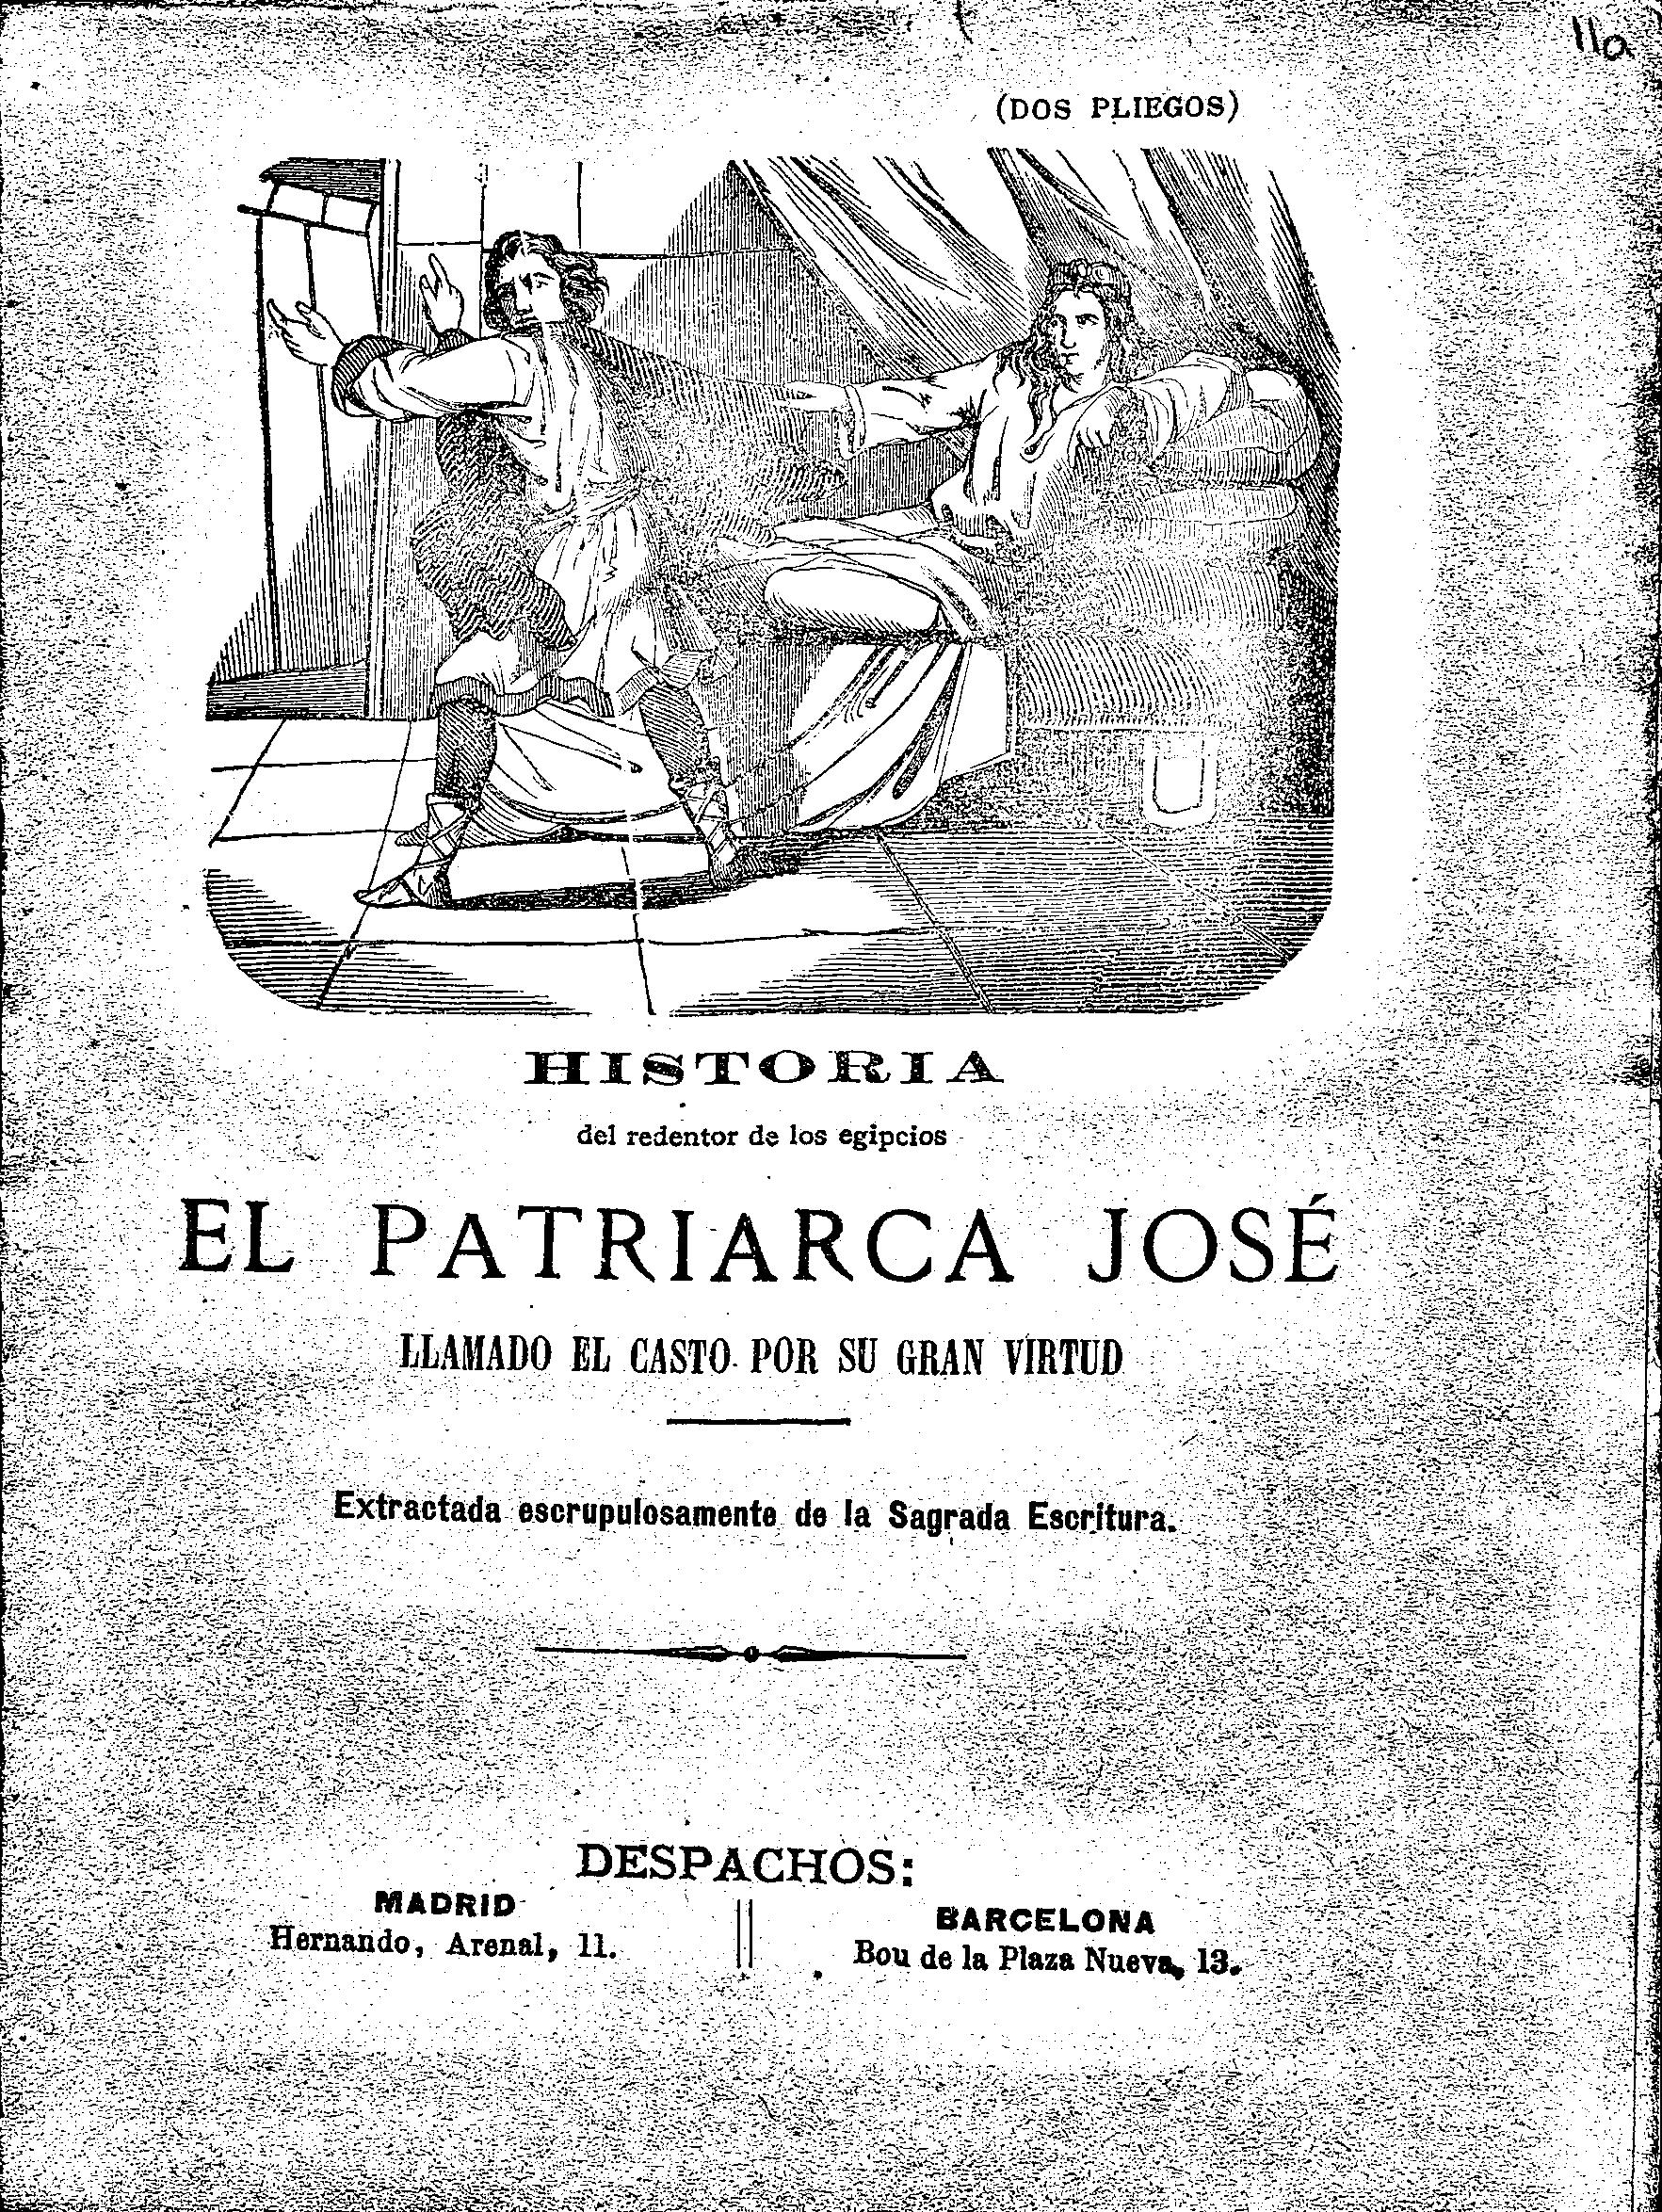 11a
(DOS PLIEGOS)
HISTORIA
del redentor de los egipcios
EL PATRIARCA JOSÉ
LLAMADO EL CASTO POR SU GRAN VIRTUD
Extractada escrupulosamente de la Sagrada Escritura.
DESPACHOS:
MADRID
Hernando, Arenal, 11.
BARCELONA
Bou de la Plaza Nueva, 13.